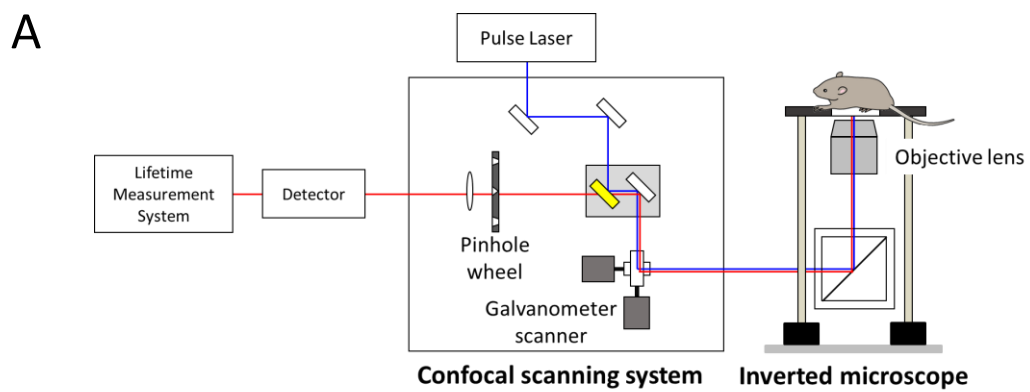 A
Pulse Laser
Lifetime
Measurement
System
Detector
Pinhole
wheel
Galvanometer
scanner
Objective lens
Confocal scanning system
Inverted microscope